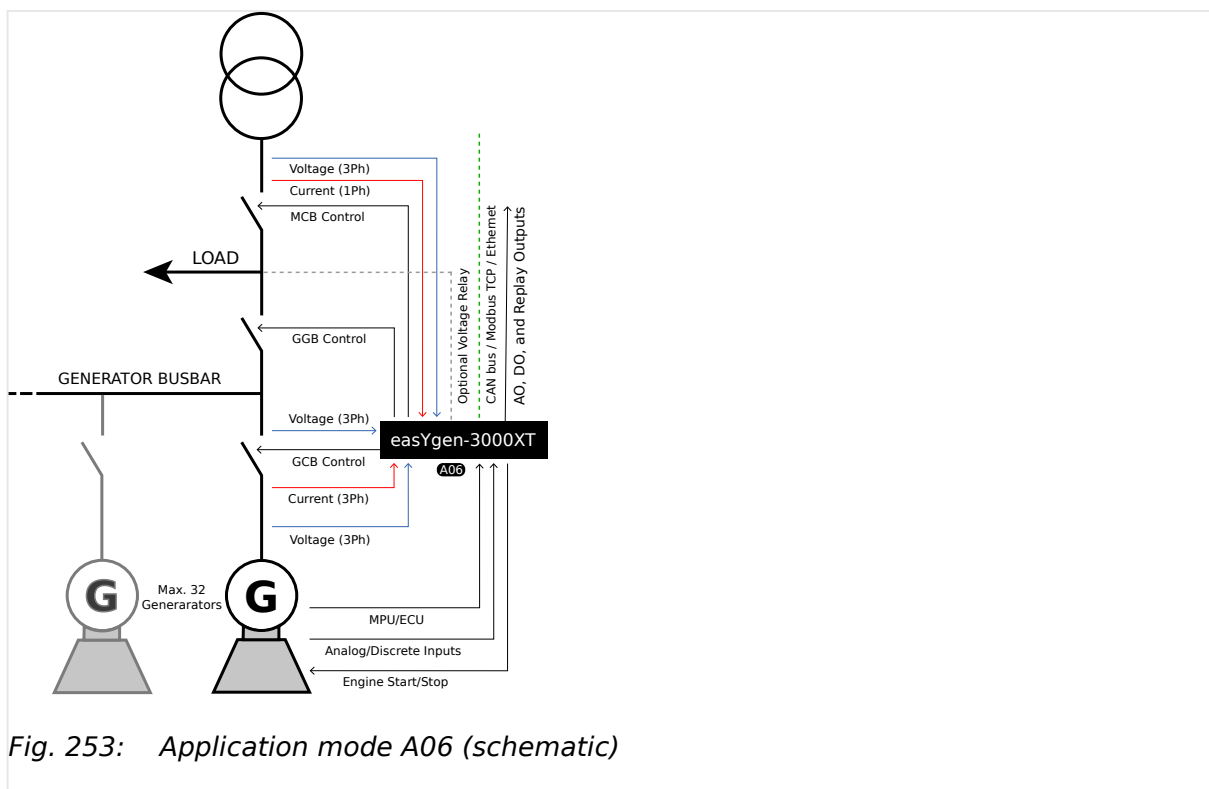 Voltage (3Ph)
Current (1Ph)
MCB Control
LOAD
Optional Voltage Relay
CAN bus / Modbus TCP / Ethernet
AO, DO, and Replay Outputs
GGB Control
GENERATOR BUSBAR
Voltage (3Ph)
easYgen-3000XT
GCB Control
A06
Current (3Ph)
Voltage (3Ph)
G
Max. 32
Generarators
G
MPU/ECU
Analog/Discrete Inputs
Engine Start/Stop
Fig. 253: Application mode A06 (schematic)